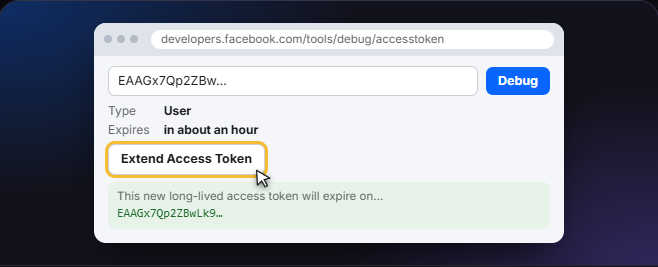 developers.facebook.com/tools/debug/accesstoken
EAAGx7Qp2ZBw...
Debug
Type User
Expires in about an hour
Extend Access Token
This new long-lived access token will expire on...
EAAGx7Qp2ZBwLk9…